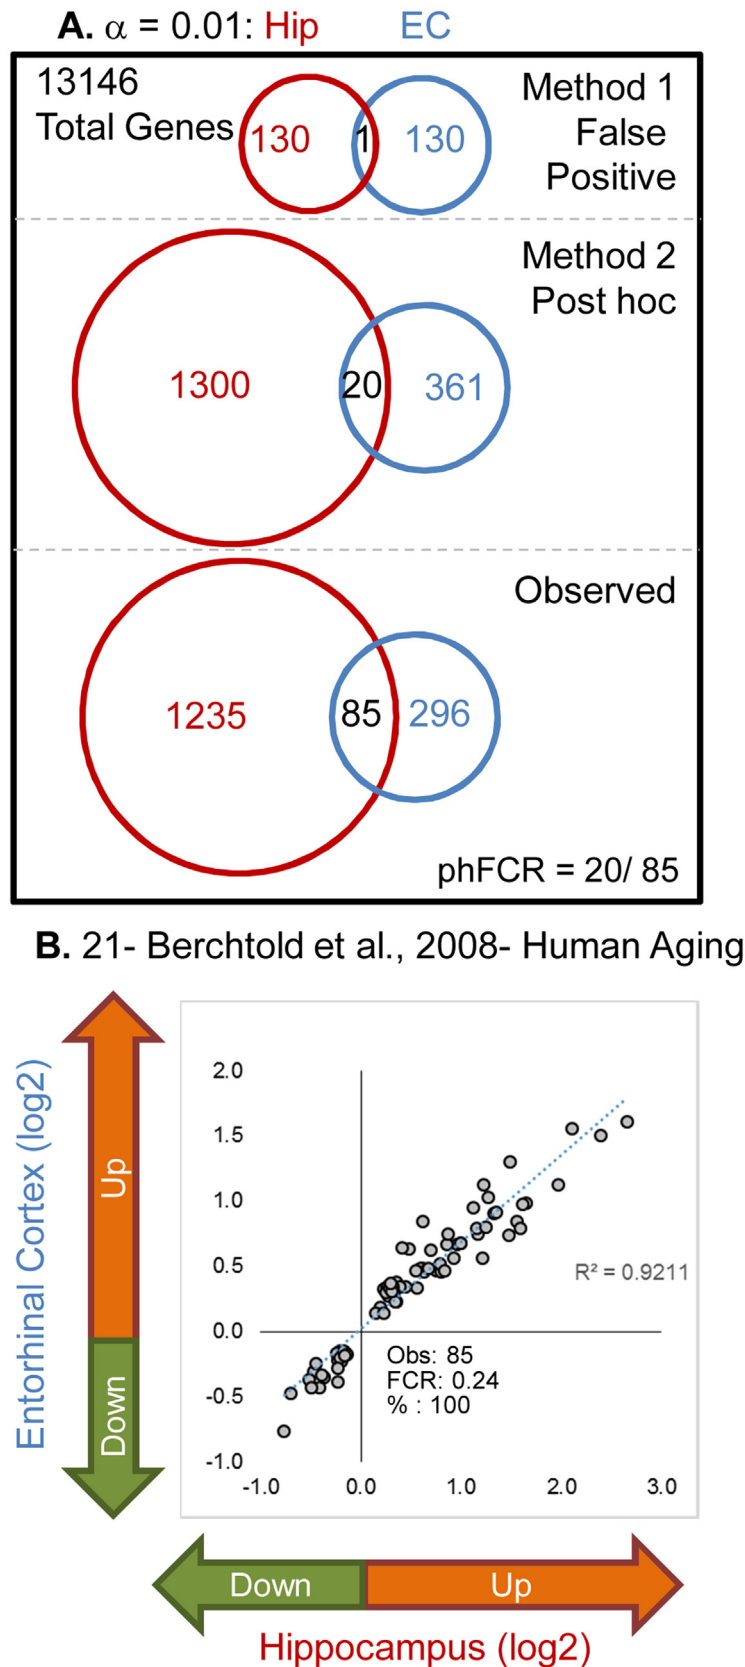 A. α = 0.01: Hip EC
13146
Total Genes
Method 1
False
Positive
130 1 130
Method 2
Post hoc
1300 20 361
Observed
1235 85 296
phFCR = 20/ 85
B. 21- Berchtold et al., 2008- Human Aging
Entorhinal Cortex (log2)
Up
Down
2.0
1.5
1.0
0.5
0.0
-0.5
-1.0
R² = 0.9211
Obs: 85
FCR: 0.24
% : 100
-1.0 0.0 1.0 2.0 3.0
Down Up
Hippocampus (log2)